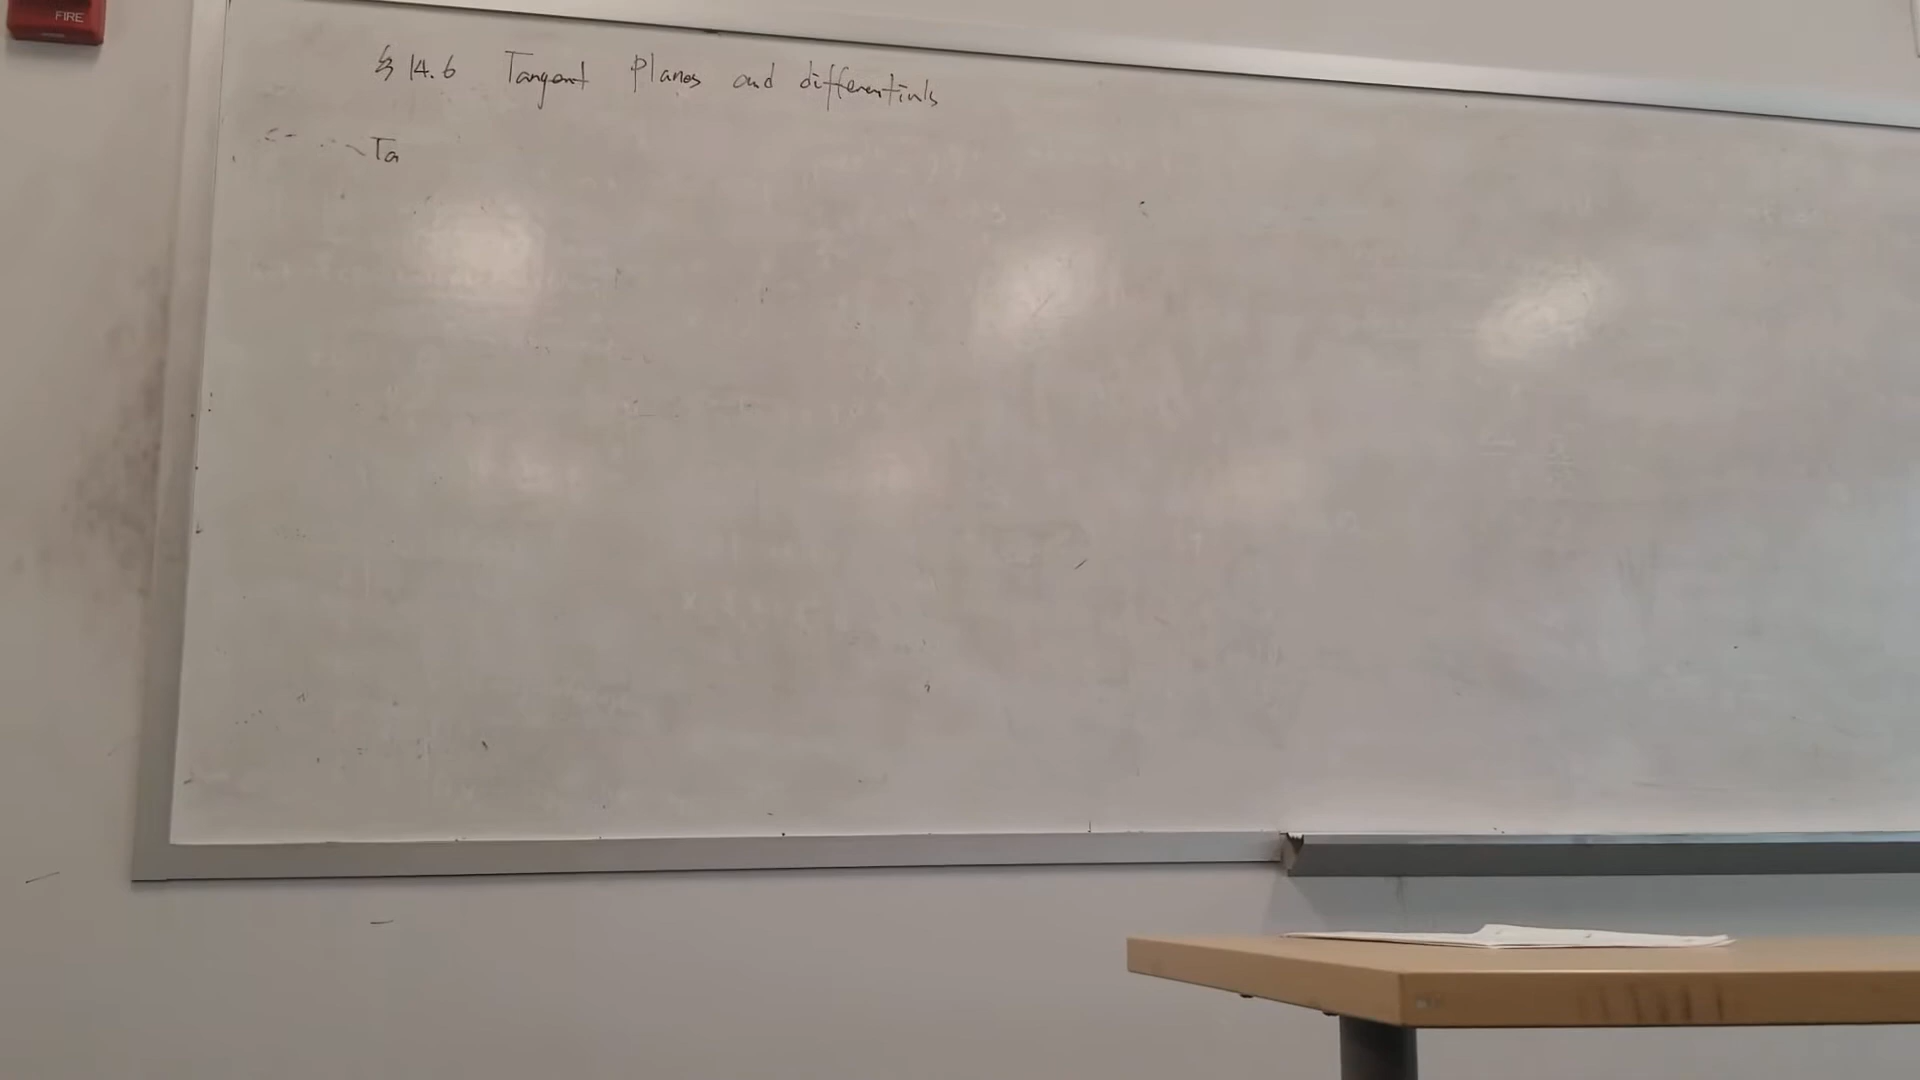 FIRE
§ 14.6 Tangent Planes and differentials
Ta